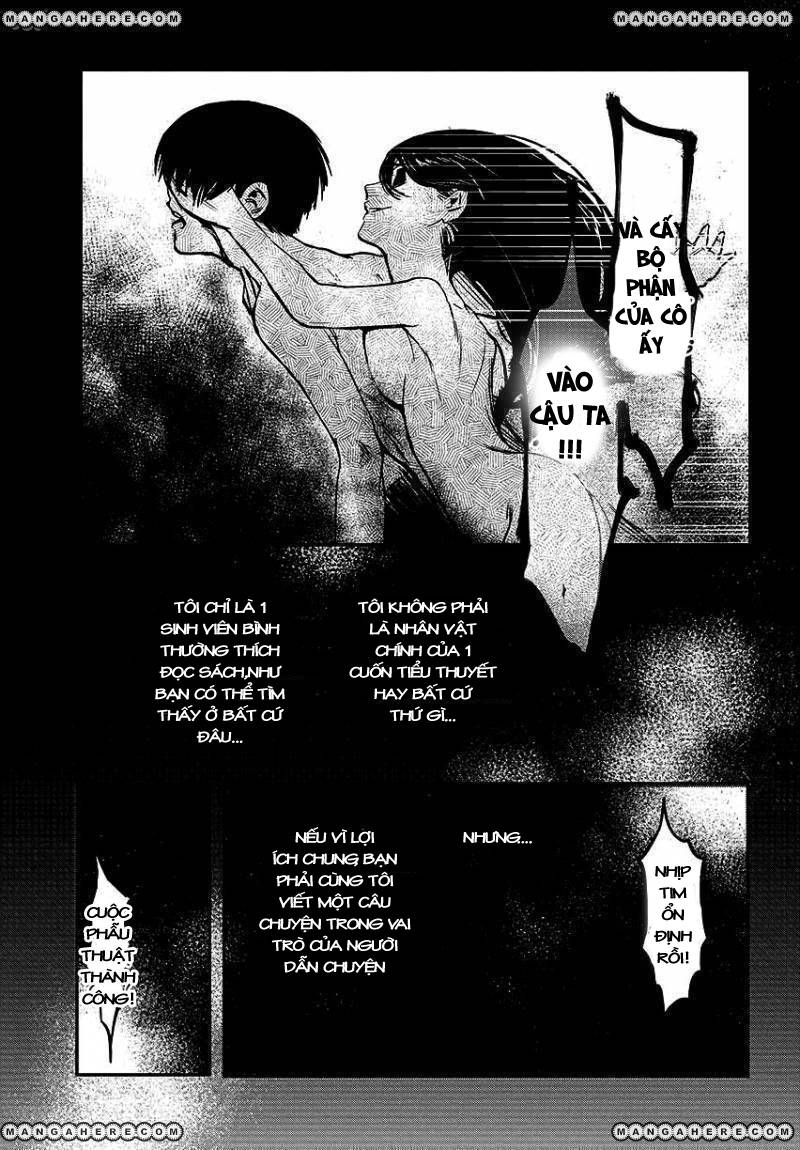 MANGAHERE.COM
MANGAHERE.COM
VÀ CẤY
BỘ
PHẬN
CỦA CÔ
ẤY
VÀO
CẬU TA
!!!
TÔI KHÔNG PHẢI
LÀ NHÂN VẬT
CHÍNH CỦA 1
CUỐN TIỂU THUYẾT
HAY BẤT CỨ
THỨ GÌ...
TÔI CHỈ LÀ 1
SINH VIÊN BÌNH
THƯỜNG THÍCH
ĐỌC SÁCH,NHƯ
BẠN CÓ THỂ TÌM
THẤY Ở BẤT CỨ
ĐÂU...
NHỊP
TIM
ỔN
ĐỊNH
RỒI!
NHƯNG...
NẾU VÌ LỢI
ÍCH CHUNG BẠN
PHẢI CÙNG TÔI
VIẾT MỘT CÂU
CHUYỆN TRONG VAI
TRÒ CỦA NGƯỜI
DẪN CHUYỆN
CUỘC
PHẪU
THUẬT
THÀNH
CÔNG!
MANGAHERE.COM
MANGAHERE.COM